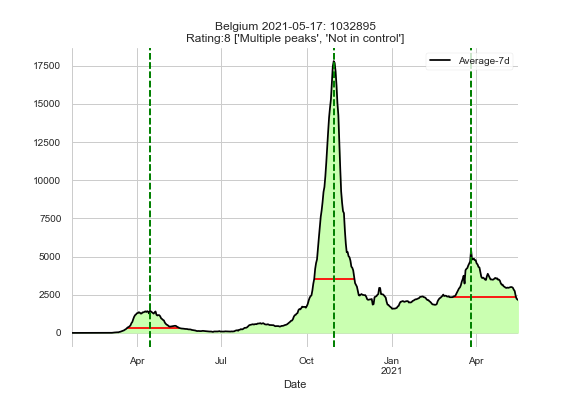 Belgium 2021-05-17: 1032895
Rating:8 ['Multiple peaks', 'Not in control']
Average-7d
17500
15000
12500
10000
7500
5000
2500
0
Apr Jul Oct Jan Apr
2021
Date